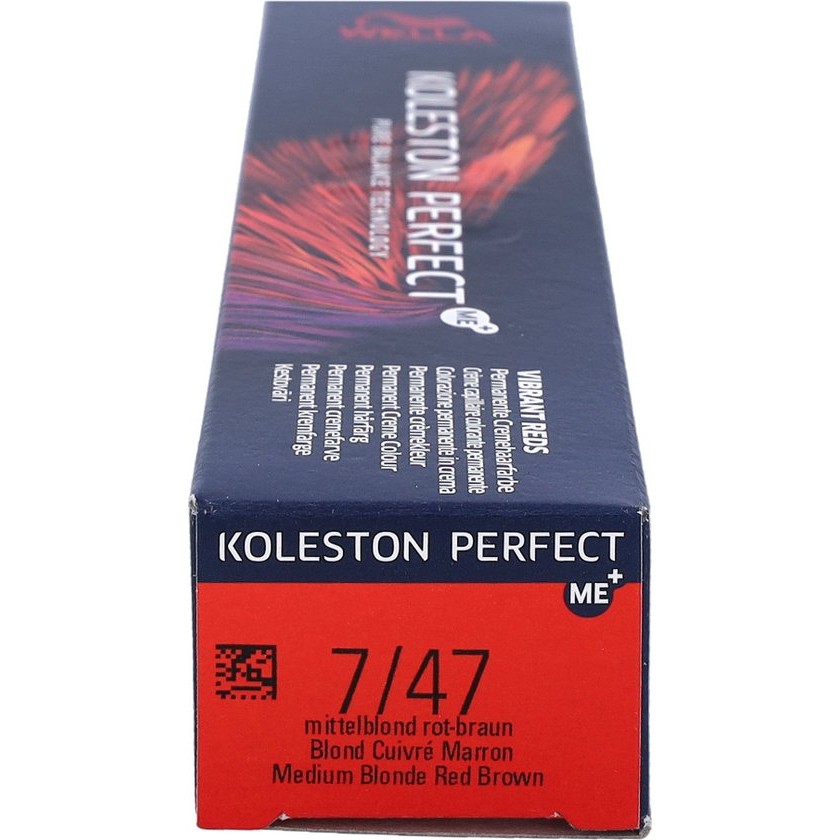 WELLA
KOLESTON PERFECT
ME+
PURE BALANCE TECHNOLOGY
VIBRANT REDS
Permanente Cremehaarfarbe
Crème capillaire colorante permanente
Colorazione permanente in crema
Permanente crèmekleur
Permanent Creme Colour
Permanent hårfärg
Permanent cremefarve
Permanent kremfarge
Kestoväri
KOLESTON PERFECT
ME+
7/47
mittelblond rot-braun
Blond Cuivré Marron
Medium Blonde Red Brown